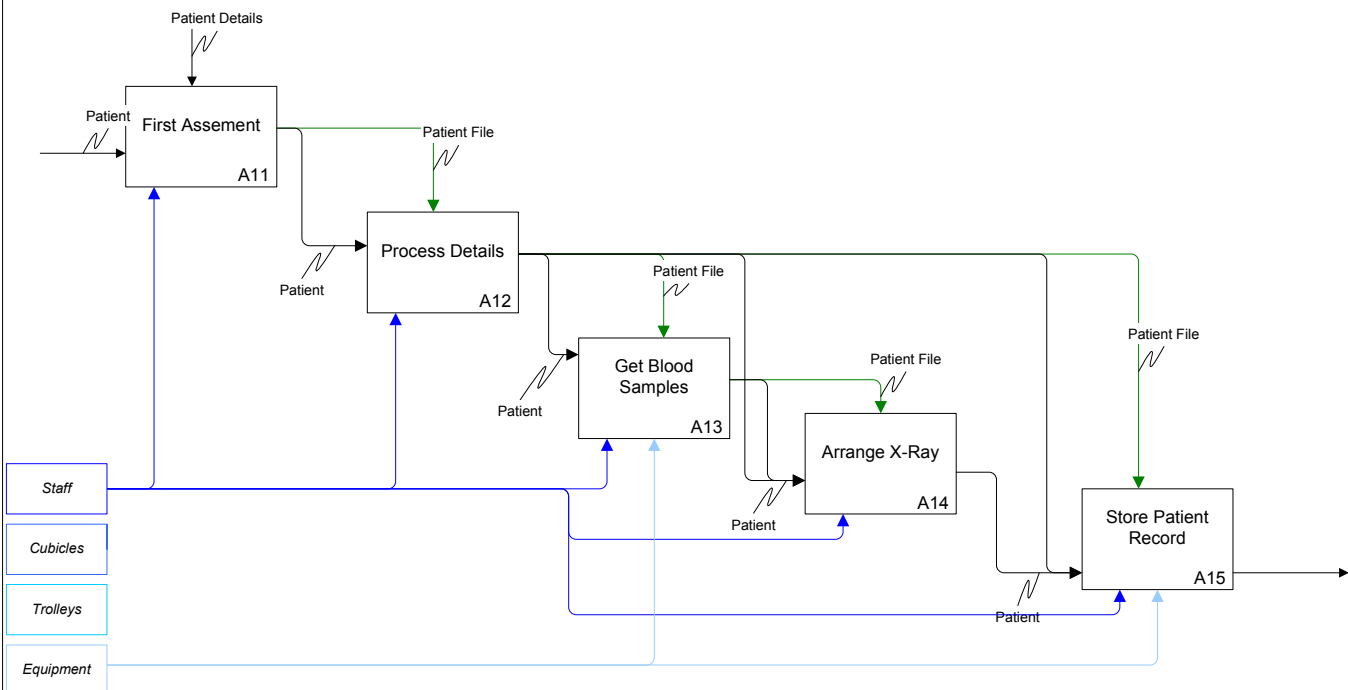 Patient Details
Patient
First Assement
A11
Patient File
Process Details
A12
Patient
Patient File
Get Blood
Samples
A13
Patient
Patient File
Patient File
Arrange X-Ray
A14
Patient
Staff
Store Patient
Record
A15
Cubicles
Trolleys
Patient
Equipment